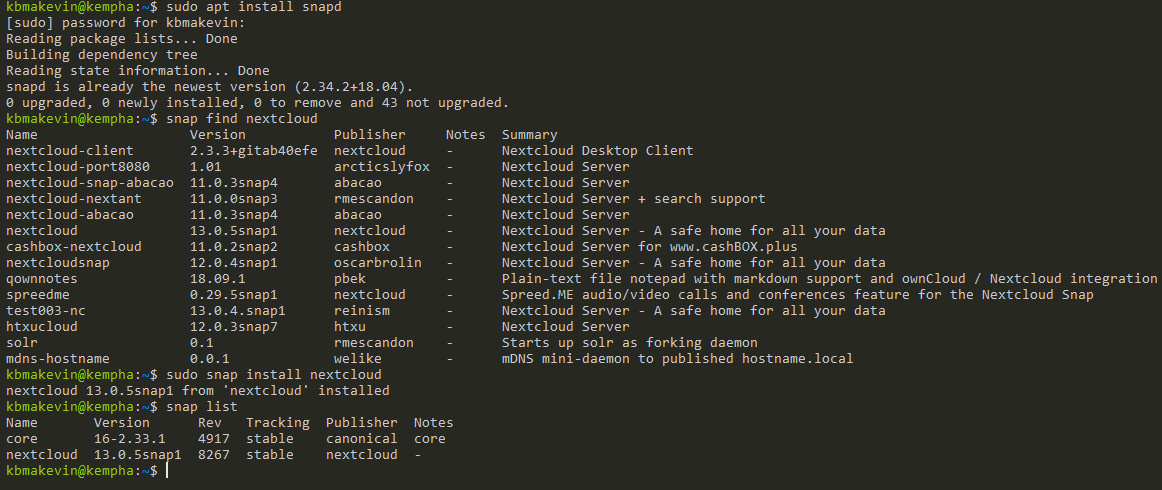 kbmakevin@kempha:~$ sudo apt install snapd
[sudo] password for kbmakevin:
Reading package lists... Done
Building dependency tree
Reading state information... Done
snapd is already the newest version (2.34.2+18.04).
0 upgraded, 0 newly installed, 0 to remove and 43 not upgraded.
kbmakevin@kempha:~$ snap find nextcloud
Name                  Version           Publisher     Notes  Summary
nextcloud-client      2.3.3+gitab40efe  nextcloud     -      Nextcloud Desktop Client
nextcloud-port8080    1.01              arcticslyfox  -      Nextcloud Server
nextcloud-snap-abacao 11.0.3snap4       abacao        -      Nextcloud Server
nextcloud-nextant     11.0.0snap3       rmescandon    -      Nextcloud Server + search support
nextcloud-abacao      11.0.3snap4       abacao        -      Nextcloud Server
nextcloud             13.0.5snap1       nextcloud     -      Nextcloud Server - A safe home for all your data
cashbox-nextcloud     11.0.2snap2       cashbox       -      Nextcloud Server for www.cashBOX.plus
nextcloudsnap         12.0.4snap1       oscarbrolin   -      Nextcloud Server - A safe home for all your data
qownnotes             18.09.1           pbek          -      Plain-text file notepad with markdown support and ownCloud / Nextcloud integration
spreedme              0.29.5snap1       nextcloud     -      Spreed.ME audio/video calls and conferences feature for the Nextcloud Snap
test003-nc            13.0.4.snap1      reinism       -      Nextcloud Server - A safe home for all your data
htxucloud             12.0.3snap7       htxu          -      Nextcloud Server
solr                  0.1               rmescandon    -      Starts up solr as forking daemon
mdns-hostname         0.0.1             welike        -      mDNS mini-daemon to published hostname.local
kbmakevin@kempha:~$ sudo snap install nextcloud
nextcloud 13.0.5snap1 from 'nextcloud' installed
kbmakevin@kempha:~$ snap list
Name       Version      Rev   Tracking  Publisher  Notes
core       16-2.33.1    4917  stable    canonical  core
nextcloud  13.0.5snap1  8267  stable    nextcloud  -
kbmakevin@kempha:~$